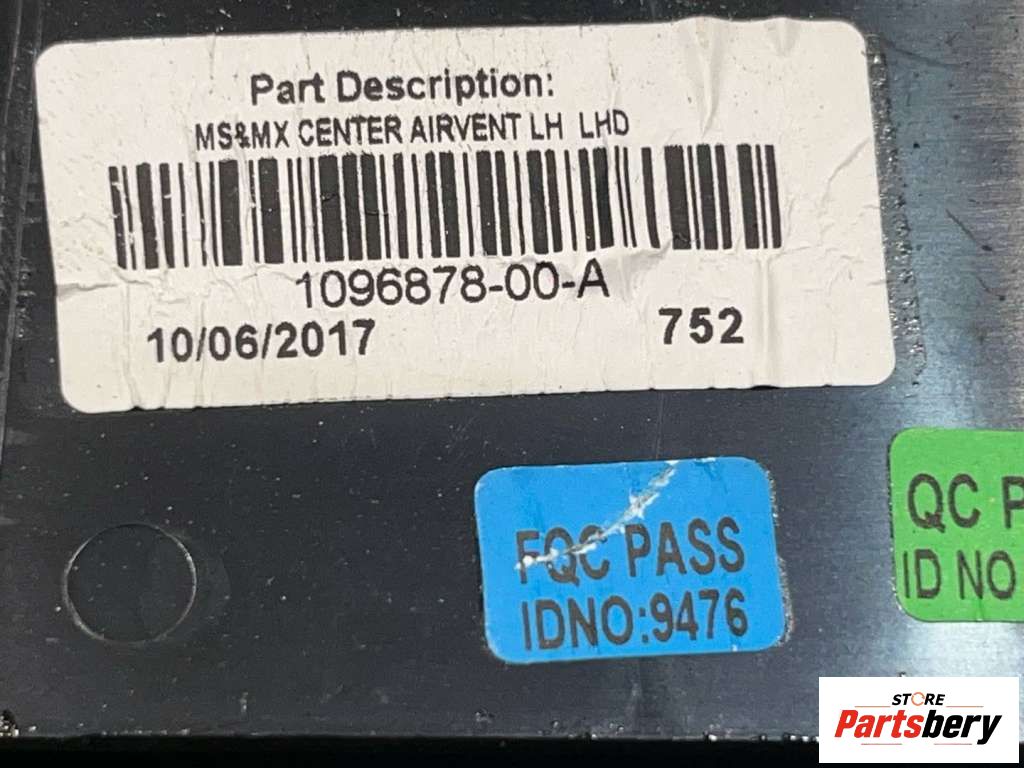 Part Description:
MS&MX CENTER AIRVENT LH LHD
1096878-00-A
10/06/2017 752
FQC PASS
IDNO:9476
QC P
ID NO
STORE
Partsbery